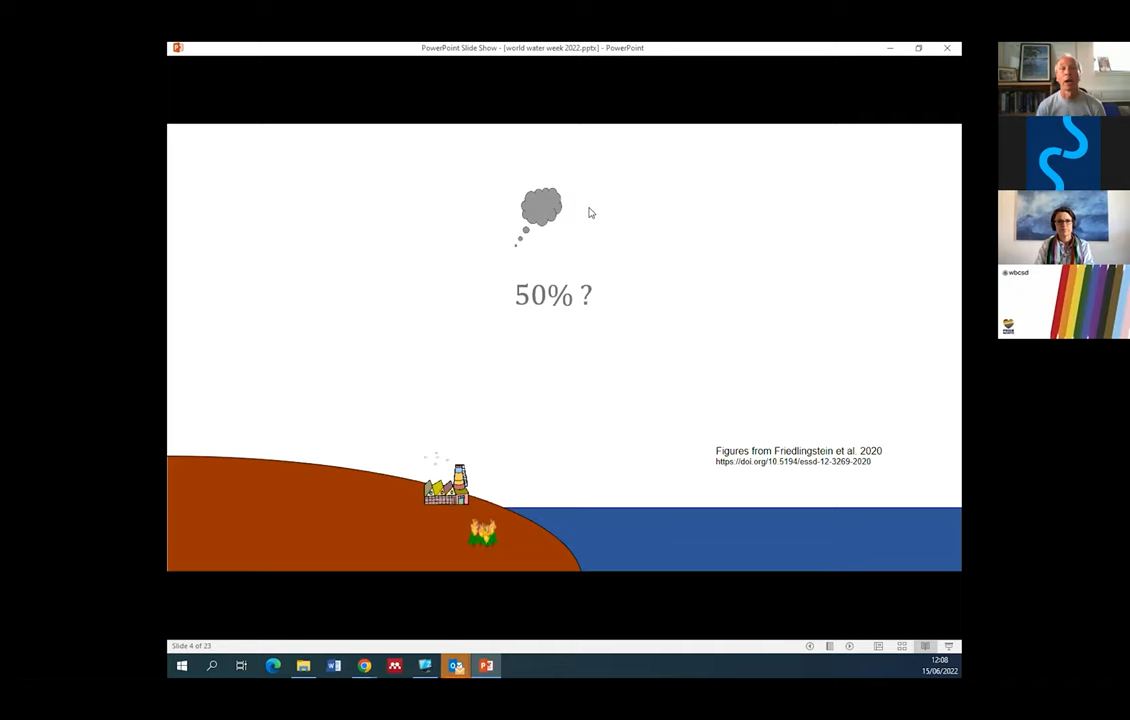 PowerPoint Slide Show - [world water week 2022.pptx] - PowerPoint
50% ?
Figures from Friedlingstein et al. 2020
https://doi.org/10.5194/essd-12-3269-2020
wbcsd
Slide 4 of 23
12:08
15/06/2022